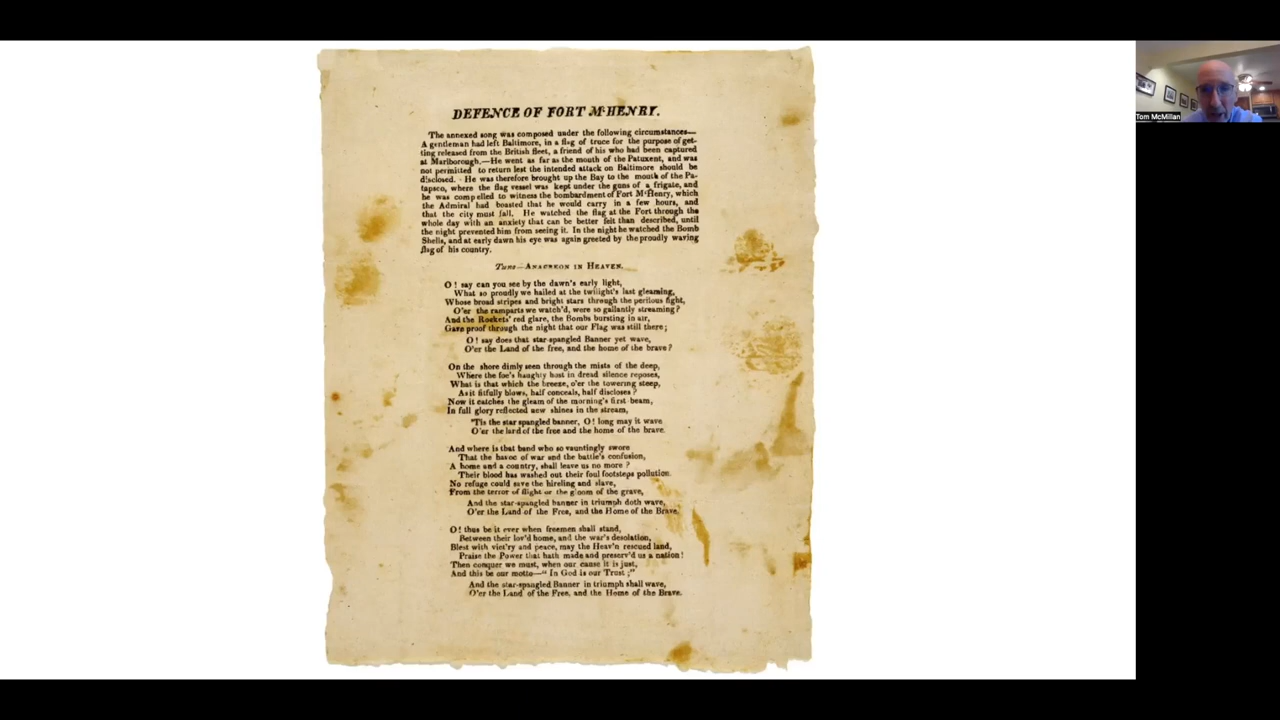 DEFENCE OF FORT M'HENRY.
The annexed song was composed under the following circumstances—
A gentleman had left Baltimore, in a flag of truce for the purpose of get-
ting released from the British fleet, a friend of his who had been captured
at Marlborough.—He went as far as the mouth of the Patuxent, and was
not permitted to return lest the intended attack on Baltimore should be
disclosed. He was therefore brought up the Bay to the mouth of the Pa-
tapsco, where the flag vessel was kept under the guns of a frigate, and
he was compelled to witness the bombardment of Fort M'Henry, which
the Admiral had boasted that he would carry in a few hours, and
that the city must fall. He watched the flag at the Fort through the
whole day with an anxiety that can be better felt than described, until
the night prevented him from seeing it. In the night he watched the Bomb
Shells, and at early dawn his eye was again greeted by the proudly waving
flag of his country.
Tune—ANACREON IN HEAVEN.
O! say can you see by the dawn's early light,
What so proudly we hailed at the twilight's last gleaming,
Whose broad stripes and bright stars through the perilous fight,
O'er the ramparts we watch'd, were so gallantly streaming?
And the Rockets' red glare, the Bombs bursting in air,
Gave proof through the night that our Flag was still there;
O! say does that star-spangled Banner yet wave,
O'er the Land of the free, and the home of the brave?
On the shore dimly seen through the mists of the deep,
Where the foe's haughty host in dread silence reposes,
What is that which the breeze, o'er the towering steep,
As it fitfully blows, half conceals, half discloses?
Now it catches the gleam of the morning's first beam,
In full glory reflected new shines in the stream,
'Tis the star spangled banner, O! long may it wave
O'er the land of the free and the home of the brave.
And where is that band who so vauntingly swore
That the havoc of war and the battle's confusion,
A home and a country, shall leave us no more?
Their blood has washed out their foul footsteps pollution.
No refuge could save the hireling and slave,
From the terror of flight or the gloom of the grave,
And the star-spangled banner in triumph doth wave,
O'er the Land of the Free, and the Home of the Brave.
O! thus be it ever when freemen shall stand,
Between their lov'd home, and the war's desolation,
Blest with vict'ry and peace, may the Heav'n rescued land,
Praise the Power that hath made and preserv'd us a nation!
Then conquer we must, when our cause it is just,
And this be our motto—"In God is our Trust;"
And the star-spangled Banner in triumph shall wave,
O'er the Land of the Free, and the Home of the Brave.
Tom McMillan